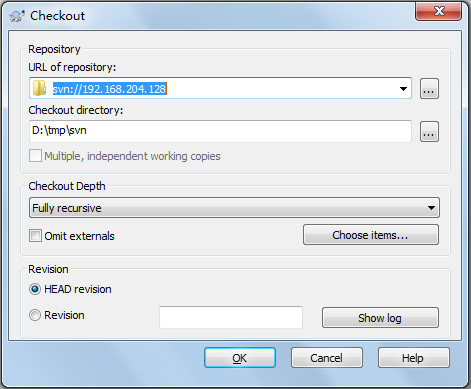 Checkout
Repository
URL of repository:
svn://192.168.204.128
...
Checkout directory:
D:\tmp\svn
...
Multiple, independent working copies
Checkout Depth
Fully recursive
Omit externals
Choose items...
Revision
HEAD revision
Revision
Show log
OK
Cancel
Help